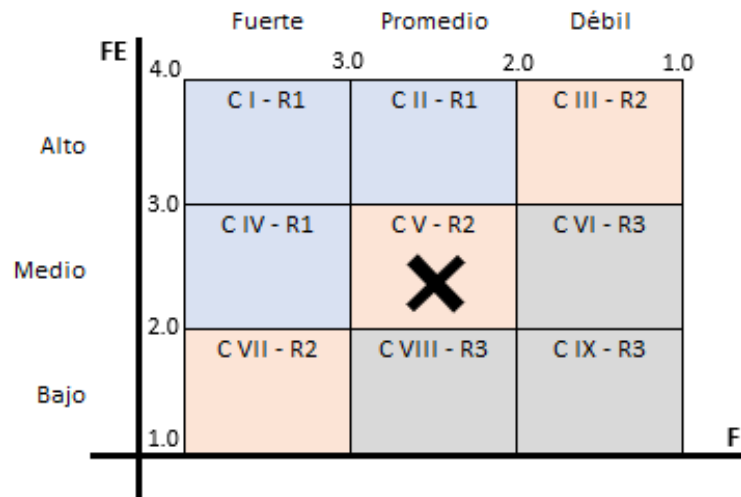 Fuerte Promedio Débil
FE
4.0 3.0 2.0 1.0
C I - R1 C II - R1 C III - R2
Alto
3.0
C IV - R1 C V - R2 C VI - R3
Medio
2.0
C VII - R2 C VIII - R3 C IX - R3
Bajo
1.0